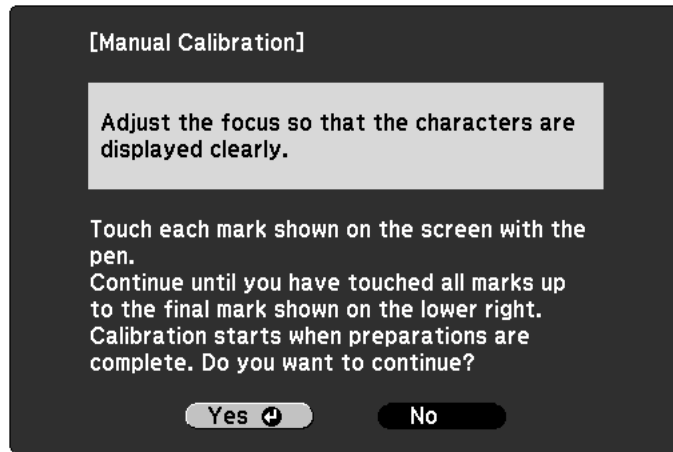 [Manual Calibration]
Adjust the focus so that the characters are
displayed clearly.
Touch each mark shown on the screen with the
pen.
Continue until you have touched all marks up
to the final mark shown on the lower right.
Calibration starts when preparations are
complete. Do you want to continue?
Yes No